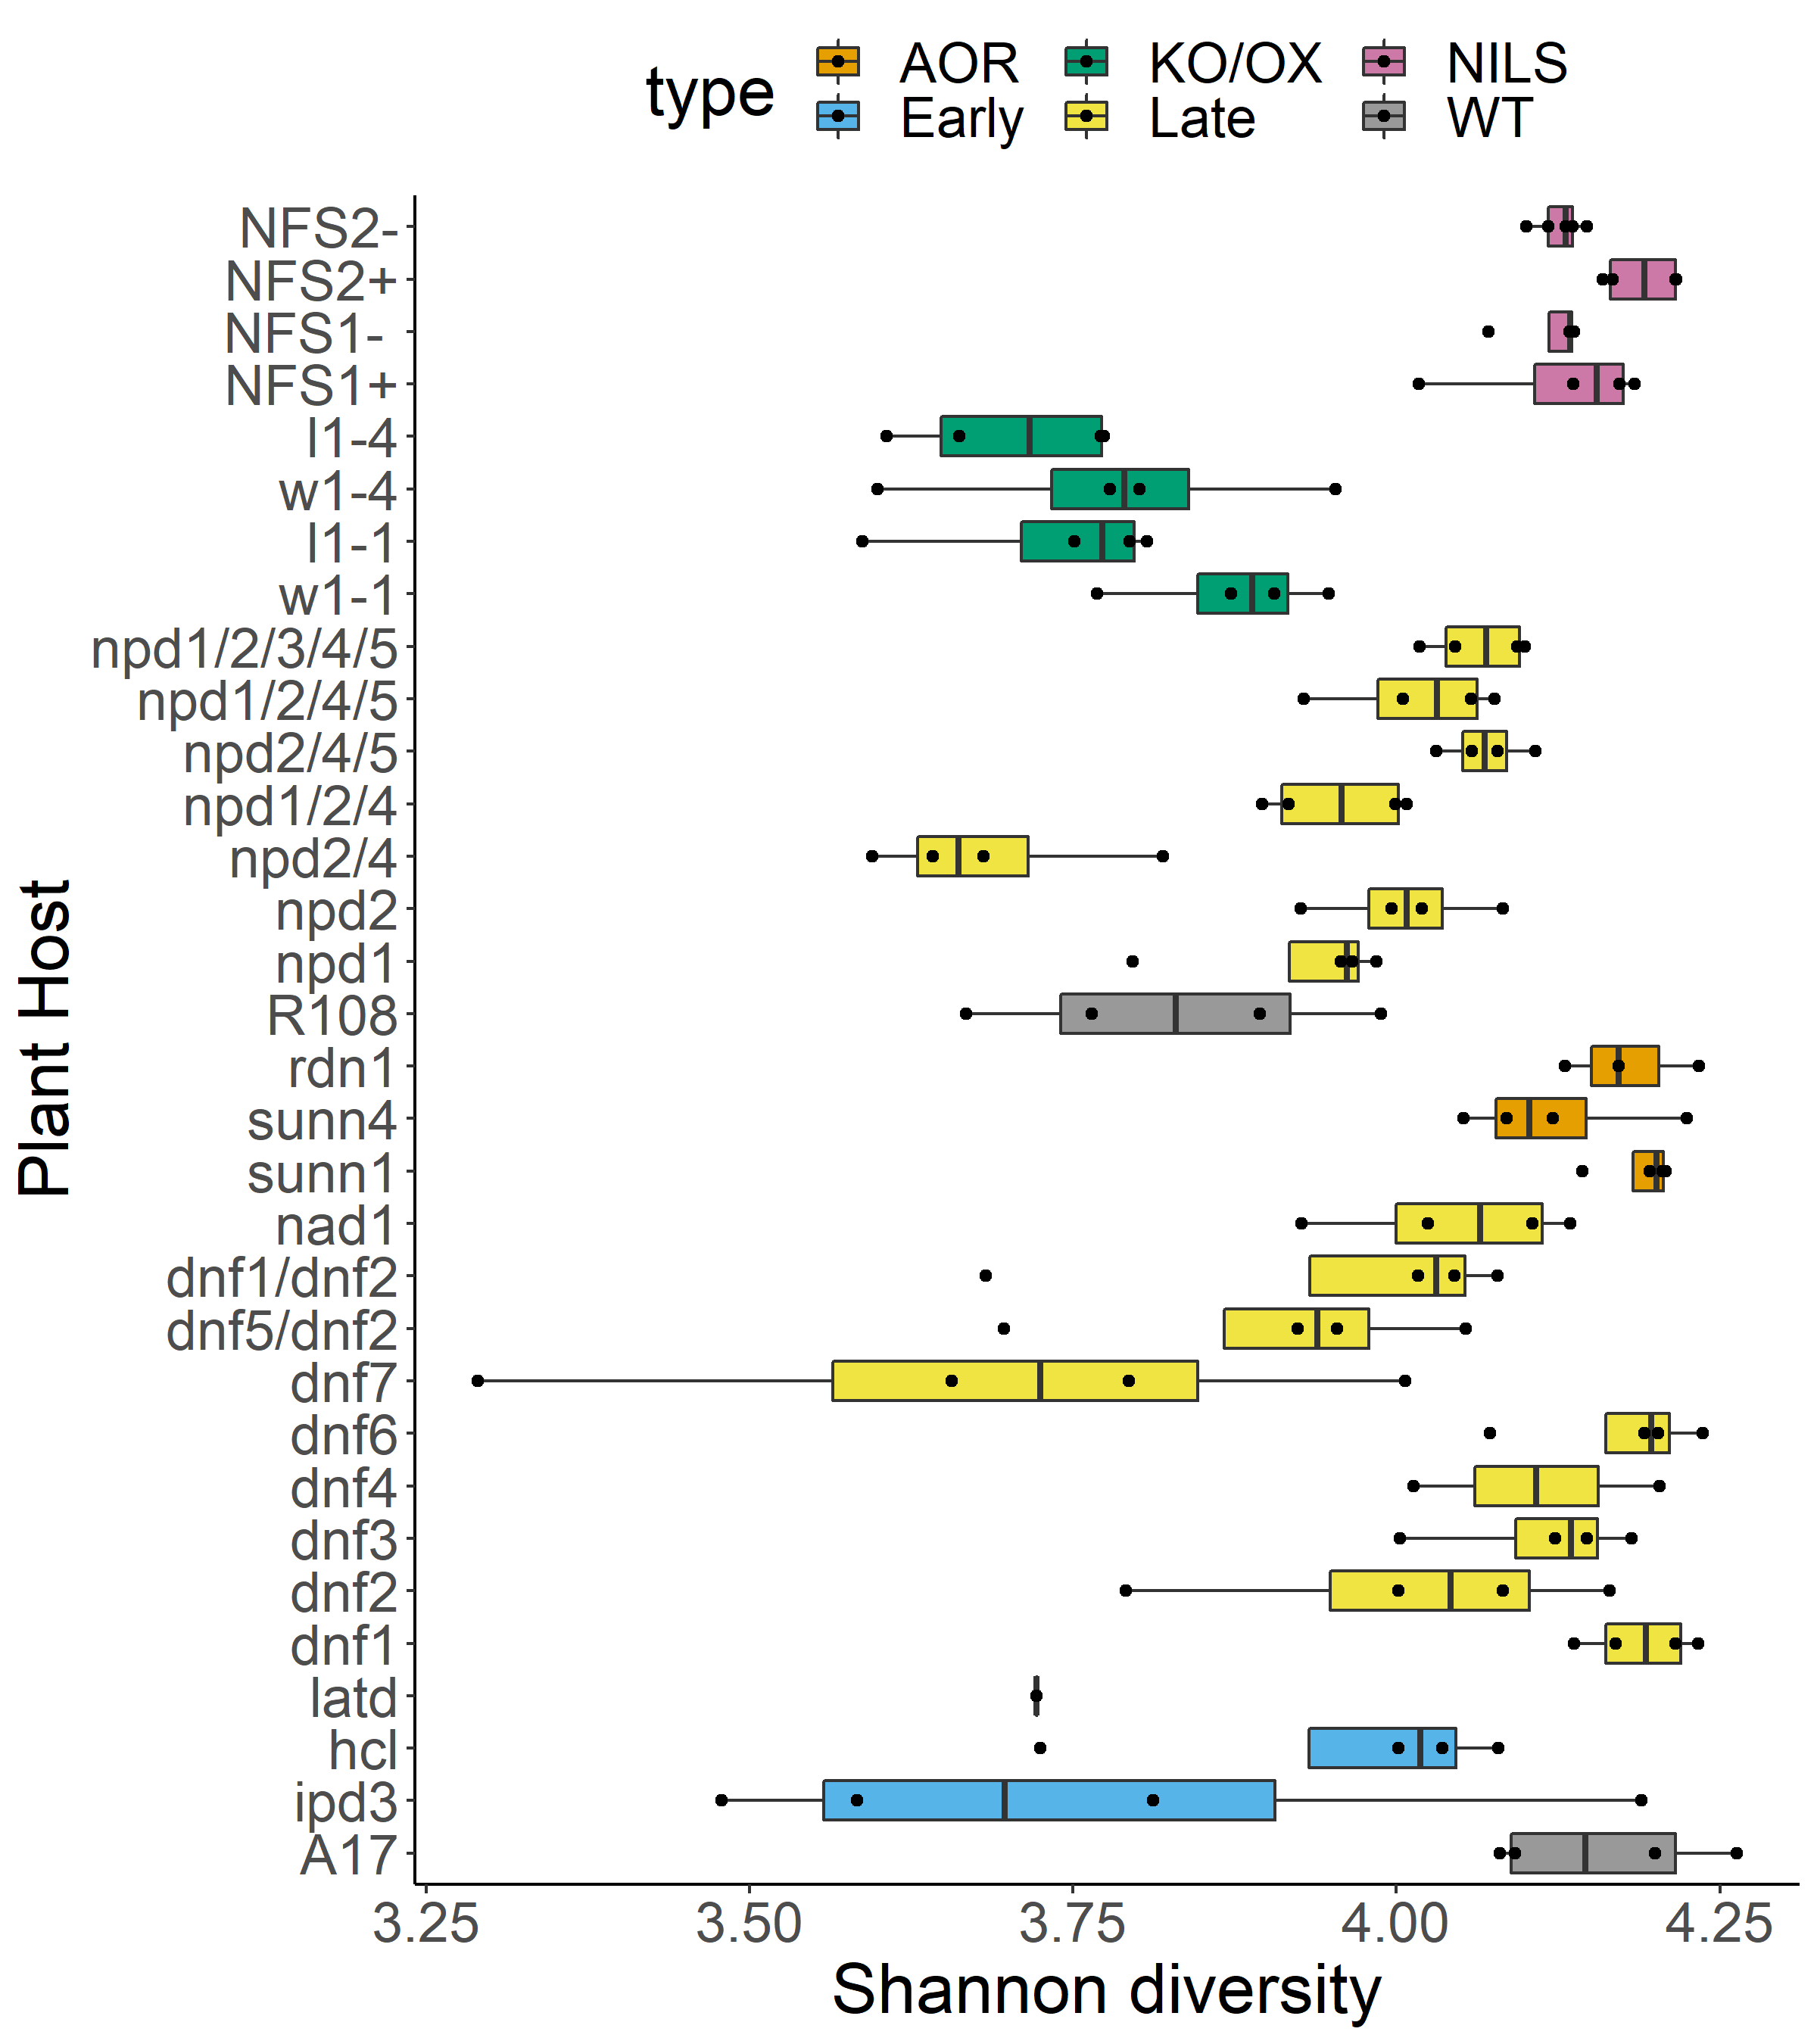 type
AOR
KO/OX
NILS
Early
Late
WT
Plant Host
NFS2-
NFS2+
NFS1-
NFS1+
l1-4
w1-4
l1-1
w1-1
npd1/2/3/4/5
npd1/2/4/5
npd2/4/5
npd1/2/4
npd2/4
npd2
npd1
R108
rdn1
sunn4
sunn1
nad1
dnf1/dnf2
dnf5/dnf2
dnf7
dnf6
dnf4
dnf3
dnf2
dnf1
latd
hcl
ipd3
A17
3.25 3.50 3.75 4.00 4.25
Shannon diversity